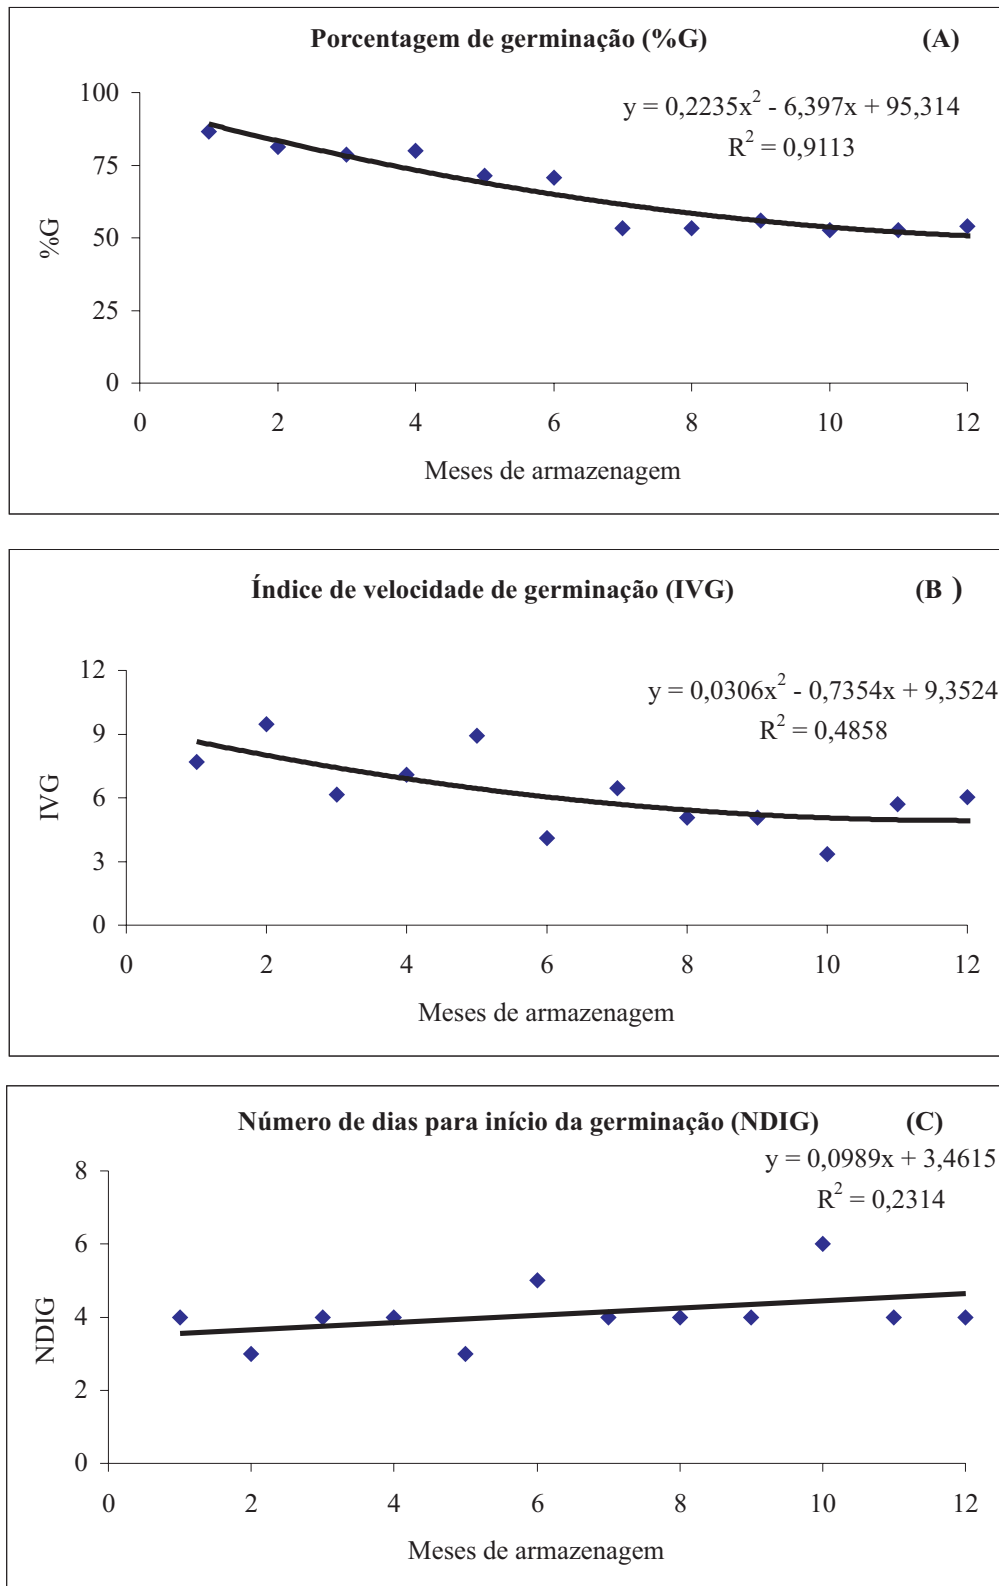 Porcentagem de germinação (%G) (A)
y = 0,2235x² - 6,397x + 95,314
R² = 0,9113
100
75
50
25
0
%G
0 2 4 6 8 10 12
Meses de armazenagem
Índice de velocidade de germinação (IVG) (B )
y = 0,0306x² - 0,7354x + 9,3524
R² = 0,4858
12
9
6
3
0
IVG
0 2 4 6 8 10 12
Meses de armazenagem
Número de dias para início da germinação (NDIG) (C)
y = 0,0989x + 3,4615
R² = 0,2314
8
6
4
2
0
NDIG
0 2 4 6 8 10 12
Meses de armazenagem